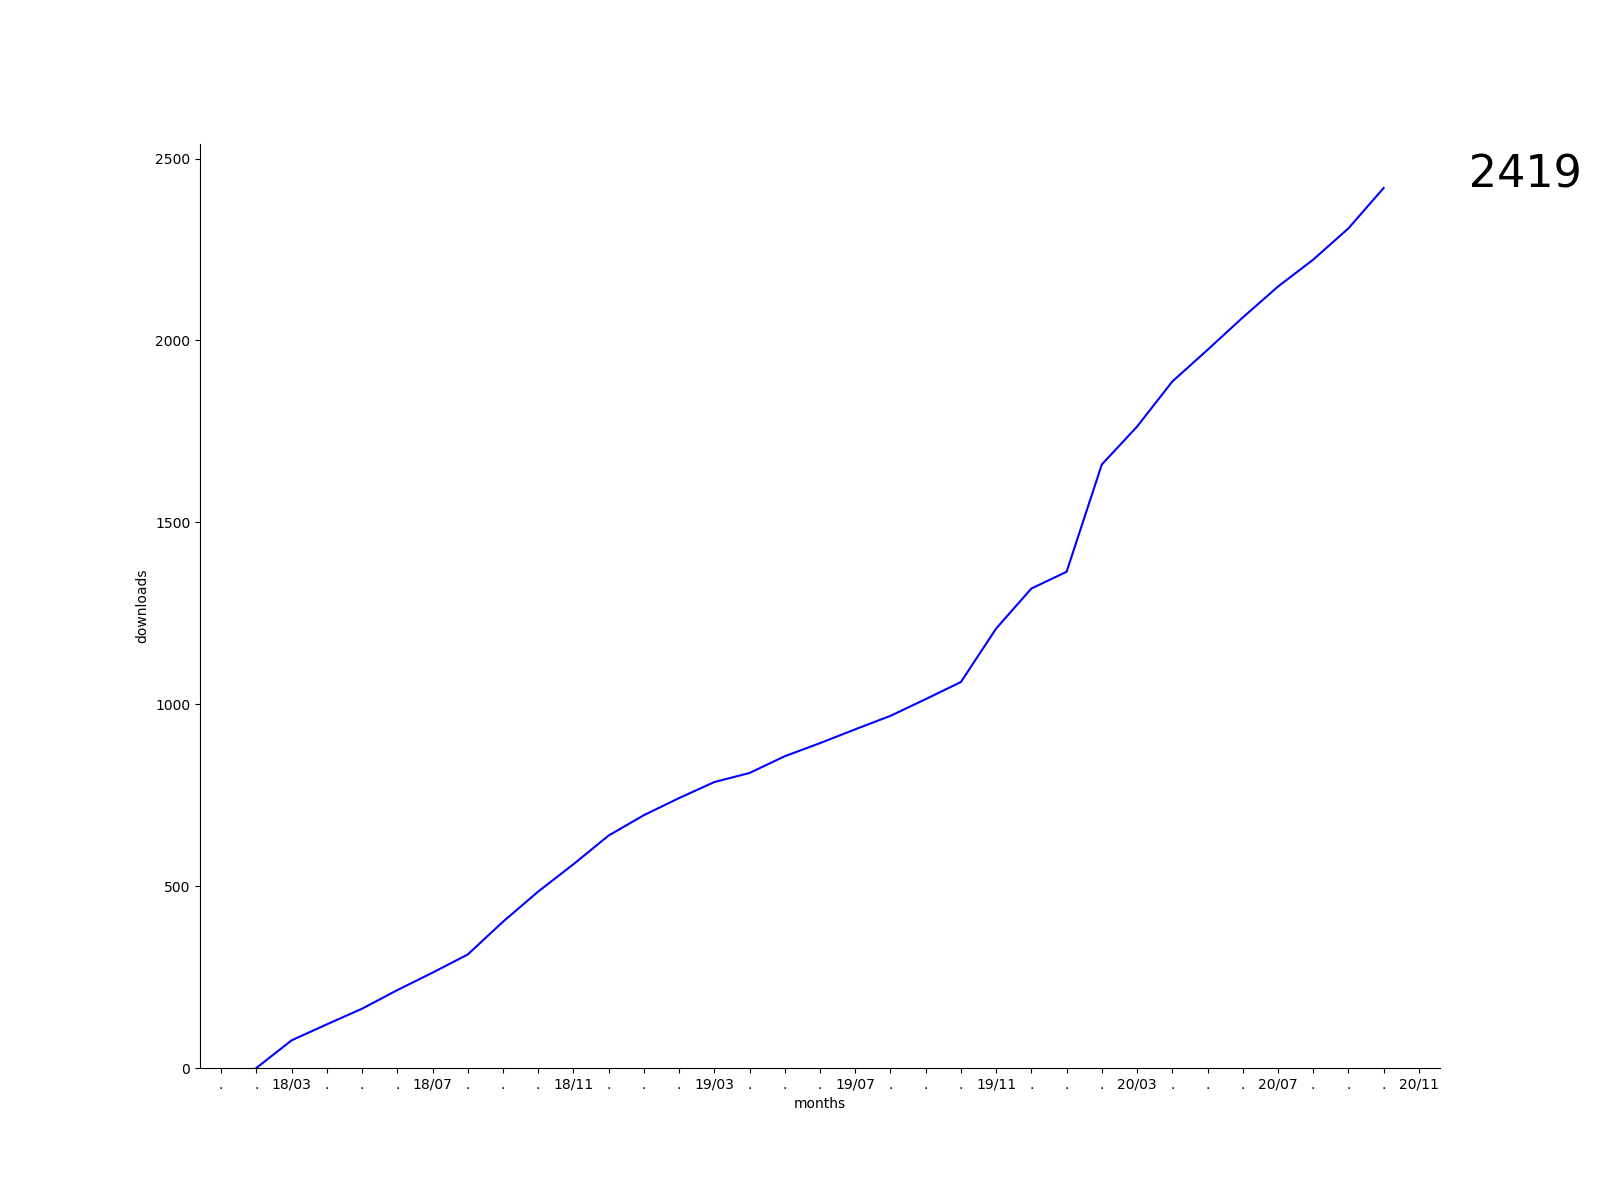 2419
2500
2000
1500
1000
500
0
downloads
. . 18/03 . . . 18/07 . . . 18/11 . . . 19/03 . . . 19/07 . . . 19/11 . . . 20/03 . . . 20/07 . . . 20/11
months